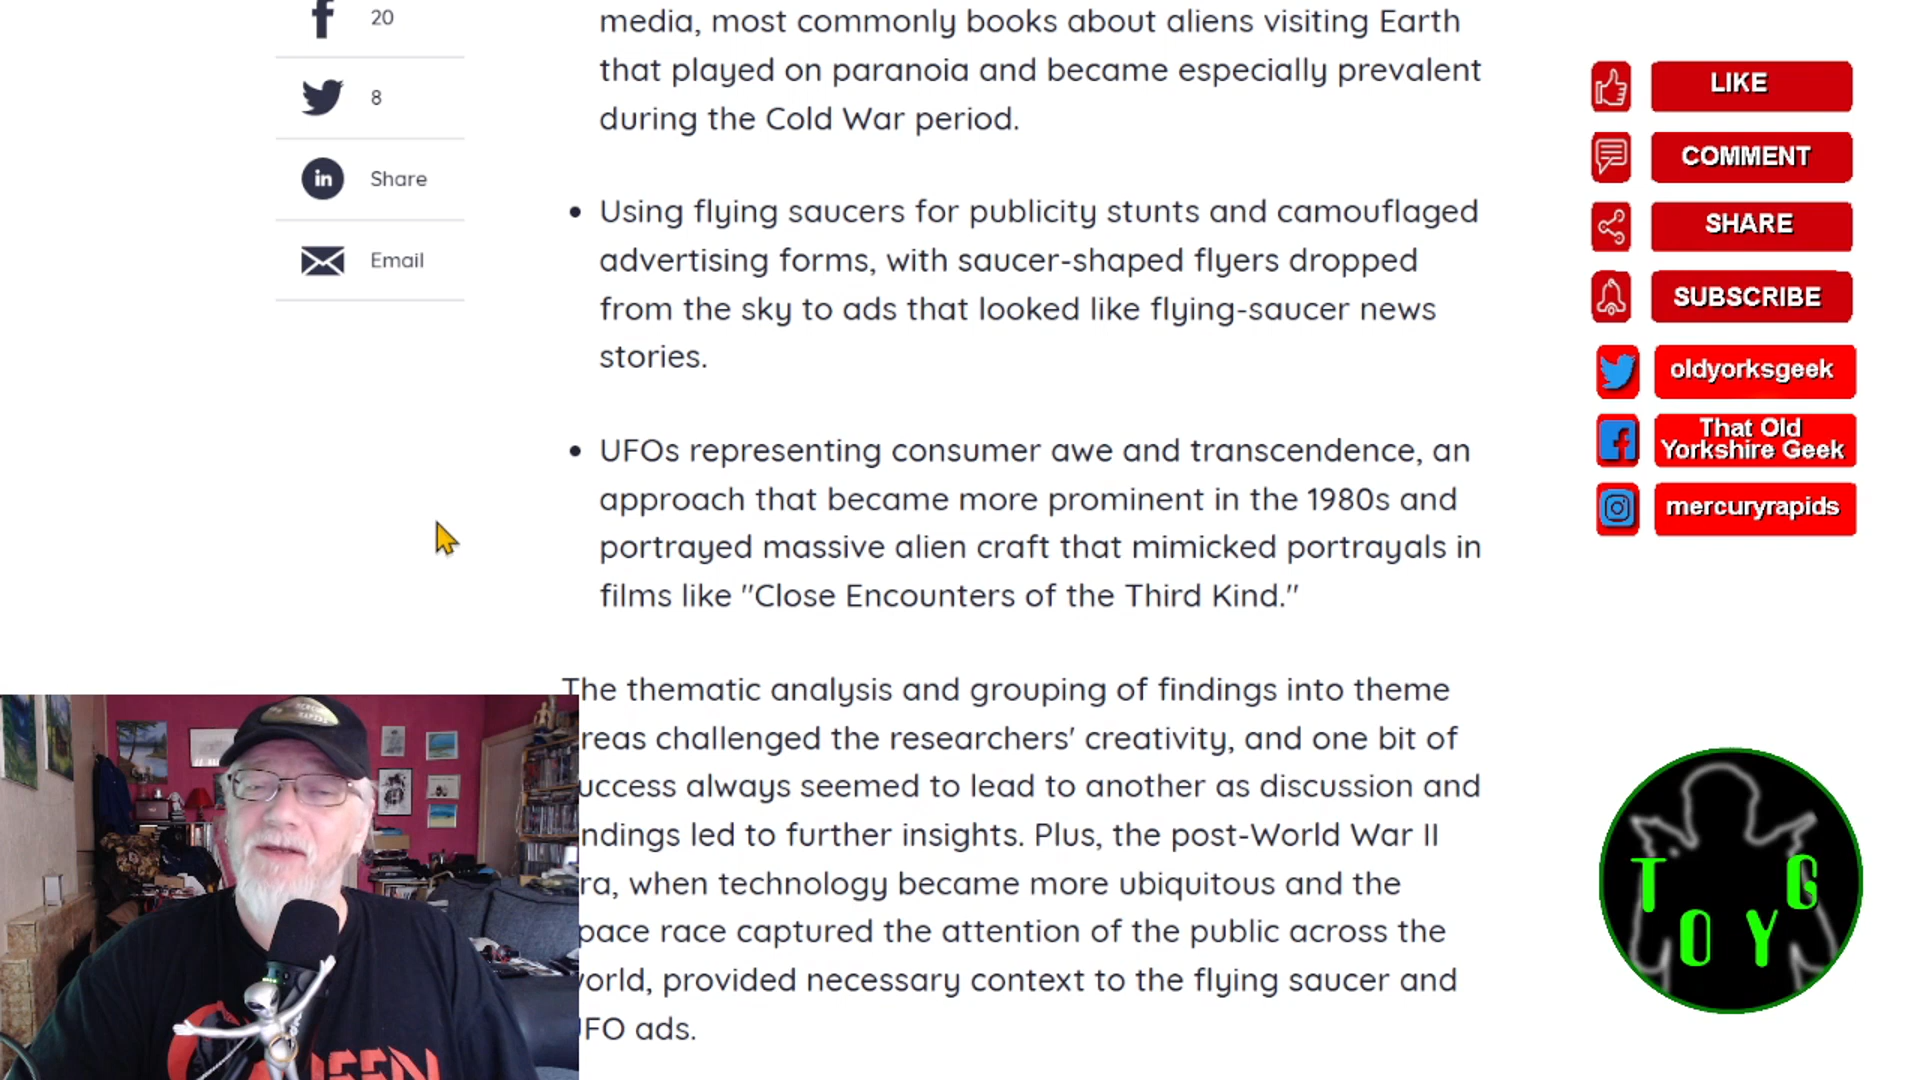 20
8
Share
Email
media, most commonly books about aliens visiting Earth
that played on paranoia and became especially prevalent
during the Cold War period.
• Using flying saucers for publicity stunts and camouflaged
advertising forms, with saucer-shaped flyers dropped
from the sky to ads that looked like flying-saucer news
stories.
• UFOs representing consumer awe and transcendence, an
approach that became more prominent in the 1980s and
portrayed massive alien craft that mimicked portrayals in
films like "Close Encounters of the Third Kind."
The thematic analysis and grouping of findings into theme
reas challenged the researchers' creativity, and one bit of
uccess always seemed to lead to another as discussion and
ndings led to further insights. Plus, the post-World War II
ra, when technology became more ubiquitous and the
pace race captured the attention of the public across the
orld, provided necessary context to the flying saucer and
FO ads.
LIKE
COMMENT
SHARE
SUBSCRIBE
oldyorksgeek
That Old
Yorkshire Geek
mercuryrapids
TOYG